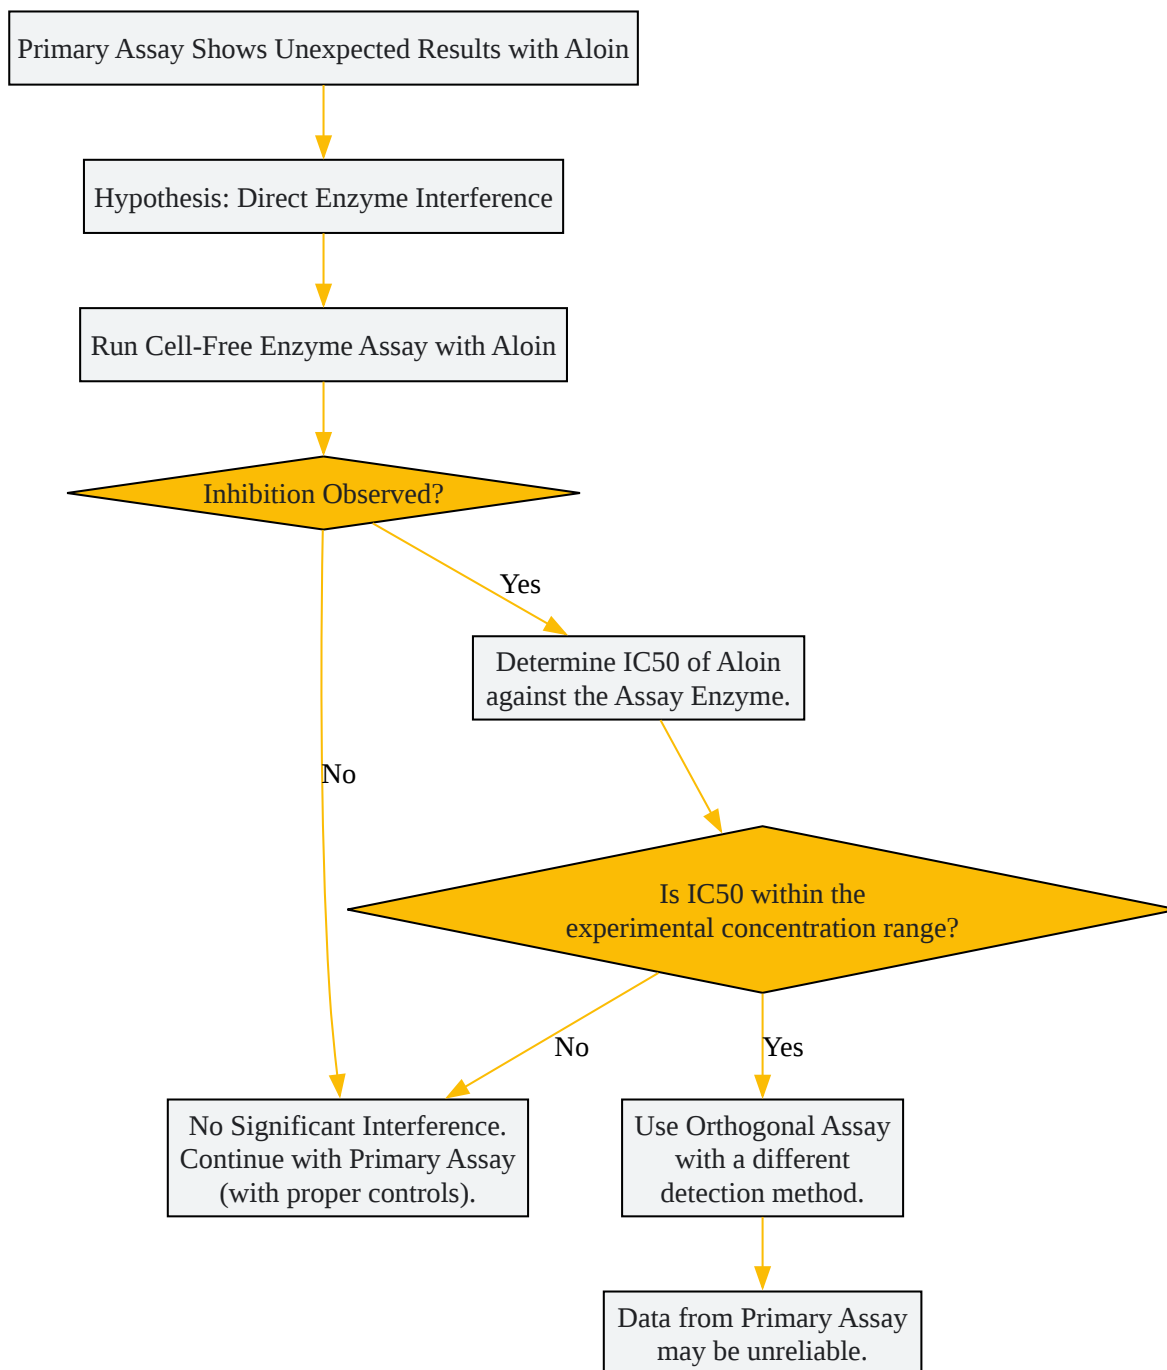 Primary Assay Shows Unexpected Results with Aloin
Hypothesis: Direct Enzyme Interference
Run Cell-Free Enzyme Assay with Aloin
Inhibition Observed?
Yes
Determine IC50 of Aloin
against the Assay Enzyme.
No
Is IC50 within the
experimental concentration range?
No
Yes
No Significant Interference.
Continue with Primary Assay
(with proper controls).
Use Orthogonal Assay
with a different
detection method.
Data from Primary Assay
may be unreliable.